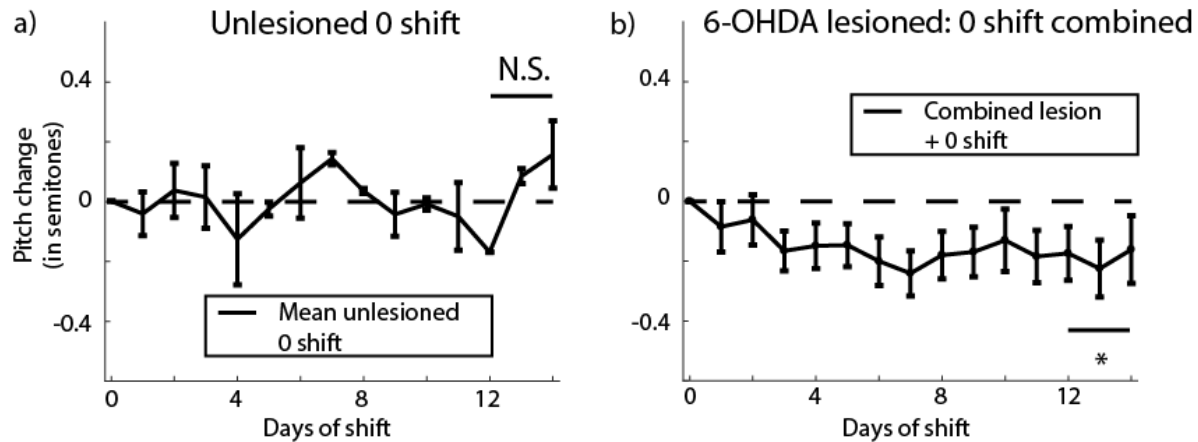 a)
Unlesioned 0 shift
N.S.
Pitch change
(in semitones)
0.4
0
-0.4
Mean unlesioned
0 shift
0
4
8
12
Days of shift
b)
6-OHDA lesioned: 0 shift combined
0.4
0
-0.4
Combined lesion
+ 0 shift
*
0
4
8
12
Days of shift